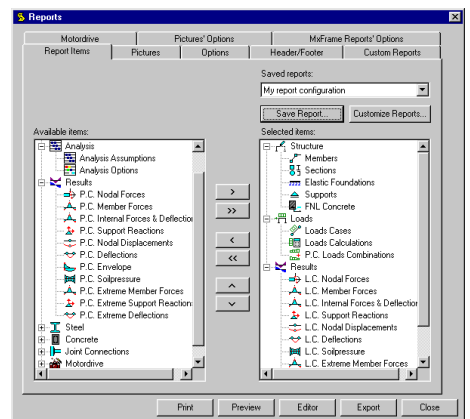 Reports
Motordrive
Pictures' Options
MxFrame Reports' Options
Report Items
Pictures
Options
Header/Footer
Custom Reports
Saved reports:
My report configuration
Save Report...
Customize Reports...
Available items:
Analysis
Analysis Assumptions
Analysis Options
Results
P.C. Nodal Forces
P.C. Member Forces
P.C. Internal Forces & Deflection
P.C. Support Reactions
P.C. Nodal Displacements
P.C. Deflections
P.C. Envelope
P.C. Soilpressure
P.C. Extreme Member Forces
P.C. Extreme Support Reaction
P.C. Extreme Deflections
Steel
Concrete
Joint Connections
Motordrive
>
>>
<
<<
Selected items:
Structure
Members
Sections
Elastic Foundations
Supports
FNL Concrete
Loads
Loads Cases
Loads Calculations
P.C. Loads Combinations
Results
L.C. Nodal Forces
L.C. Member Forces
L.C. Internal Forces & Deflection
L.C. Support Reactions
L.C. Nodal Displacements
L.C. Deflections
L.C. Soilpressure
L.C. Extreme Member Forces
Print
Preview
Editor
Export
Close